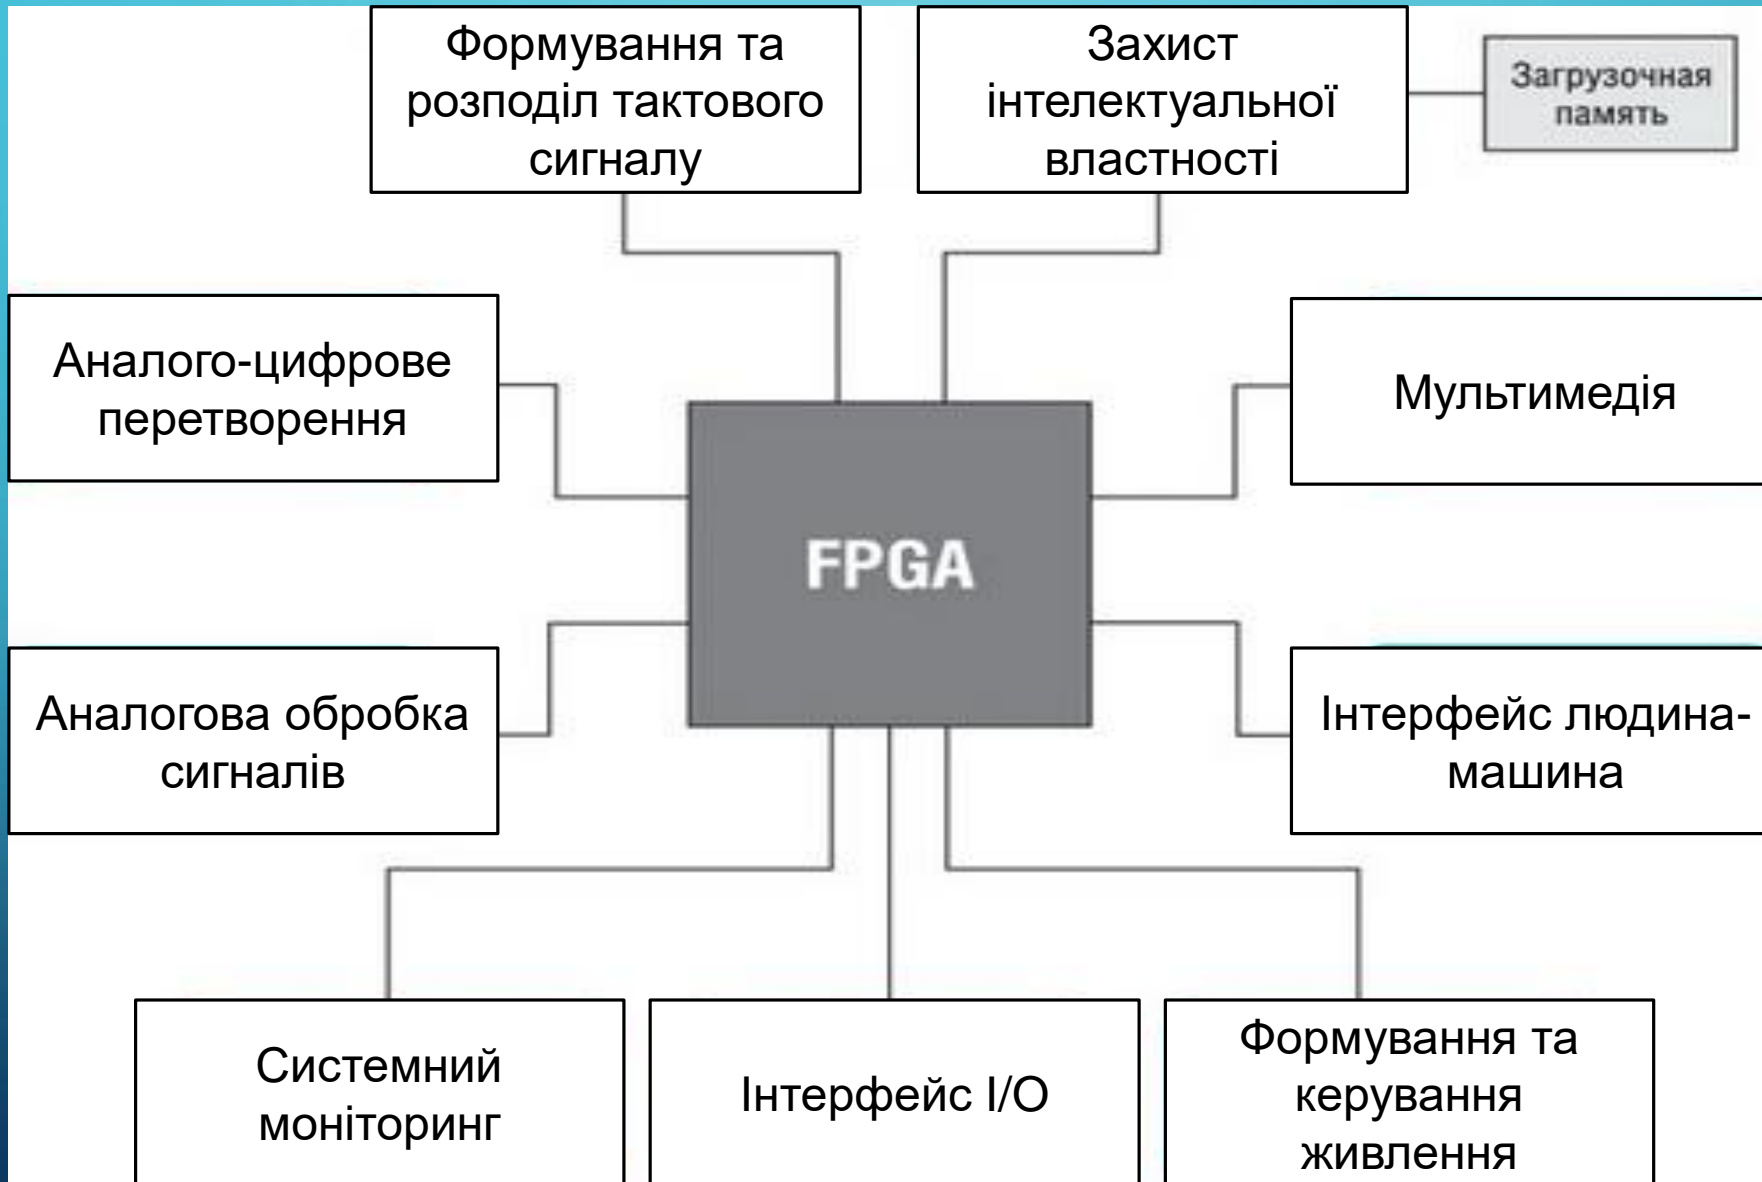 Формування та
розподіл тактового
сигналу
Захист
інтелектуальної
властності
Загрузочная
память
Аналого-цифрове
перетворення
Мультимедія
FPGA
Аналогова обробка
сигналів
Інтерфейс людина-
машина
Системний
моніторинг
Інтерфейс I/O
Формування та
керування
живлення